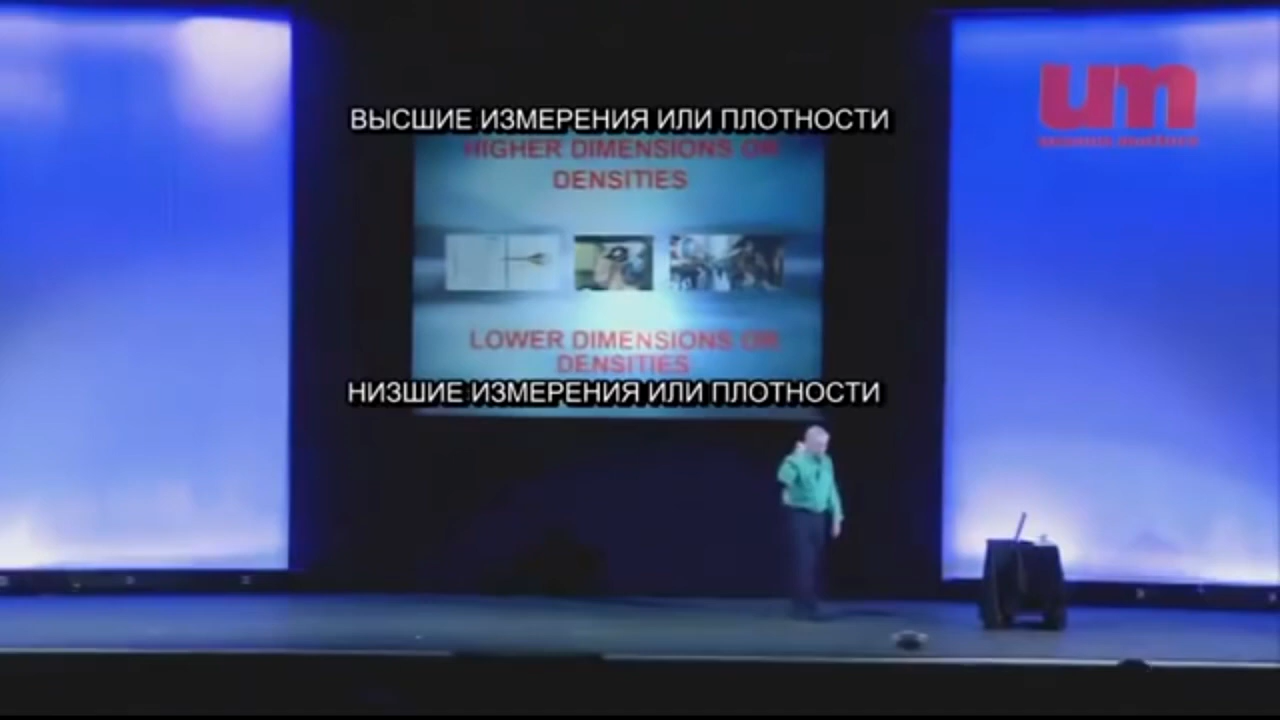 um
ВЫСШИЕ ИЗМЕРЕНИЯ ИЛИ ПЛОТНОСТИ
HIGHER DIMENSIONS OR
DENSITIES
LOWER DIMENSIONS OR
DENSITIES
НИЗШИЕ ИЗМЕРЕНИЯ ИЛИ ПЛОТНОСТИ